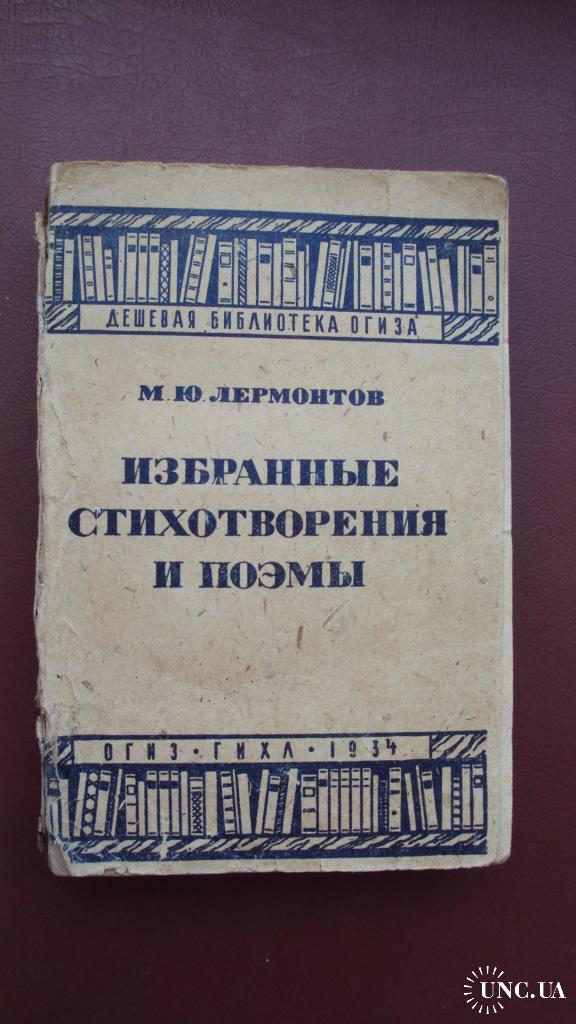 ДЕШЕВАЯ БИБЛИОТЕКА ОГИЗА
М. Ю. ЛЕРМОНТОВ
ИЗБРАННЫЕ
СТИХОТВОРЕНИЯ
И ПОЭМЫ
ОГИЗ • ГИХЛ • 1934
UNC.UA